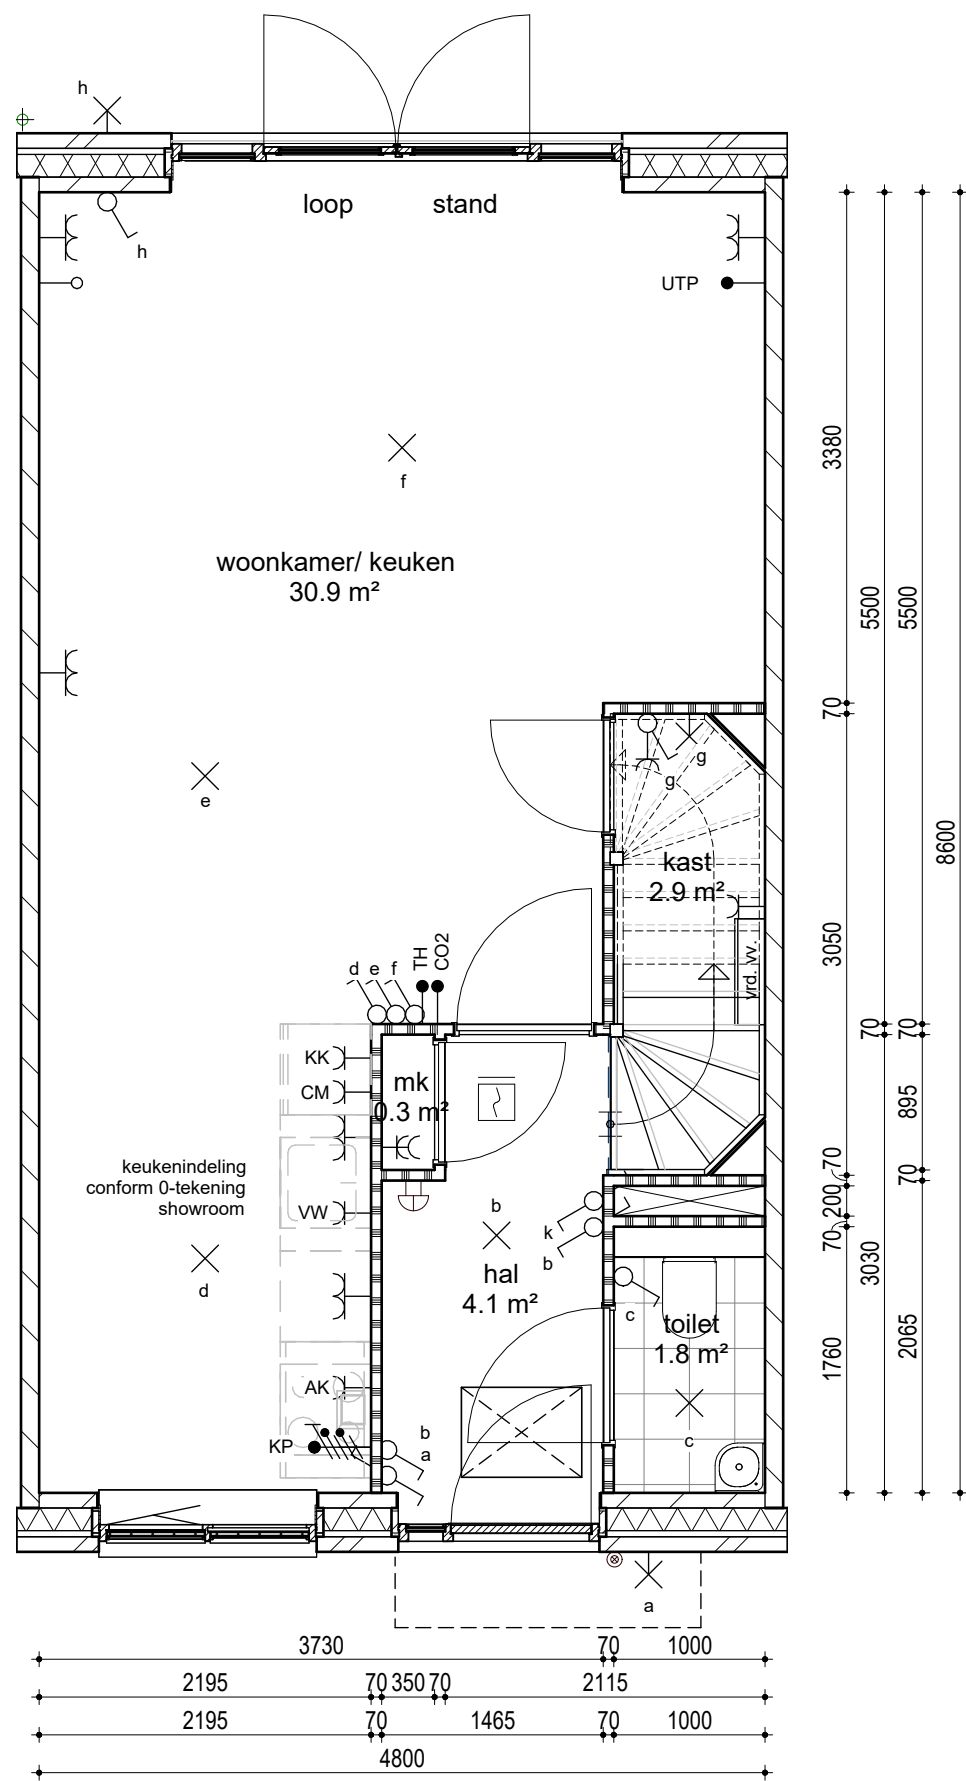 h
loop stand
h
UTP
f
woonkamer/ keuken
30.9 m²
e
g
g
kast
2.9 m²
vrd. vv.
d e f TH CO2
KK
CM
mk
0.3 m²
keukenindeling
conform 0-tekening
showroom
VW
b
k
b
d
hal
4.1 m²
c
toilet
1.8 m²
AK
c
KP
b
a
a
3380
70
3050
70
200
70
1760
5500
70
3030
5500
70
895
70
2065
8600
3730 70 1000
2195 70 350 70 2115
2195 70 1465 70 1000
4800